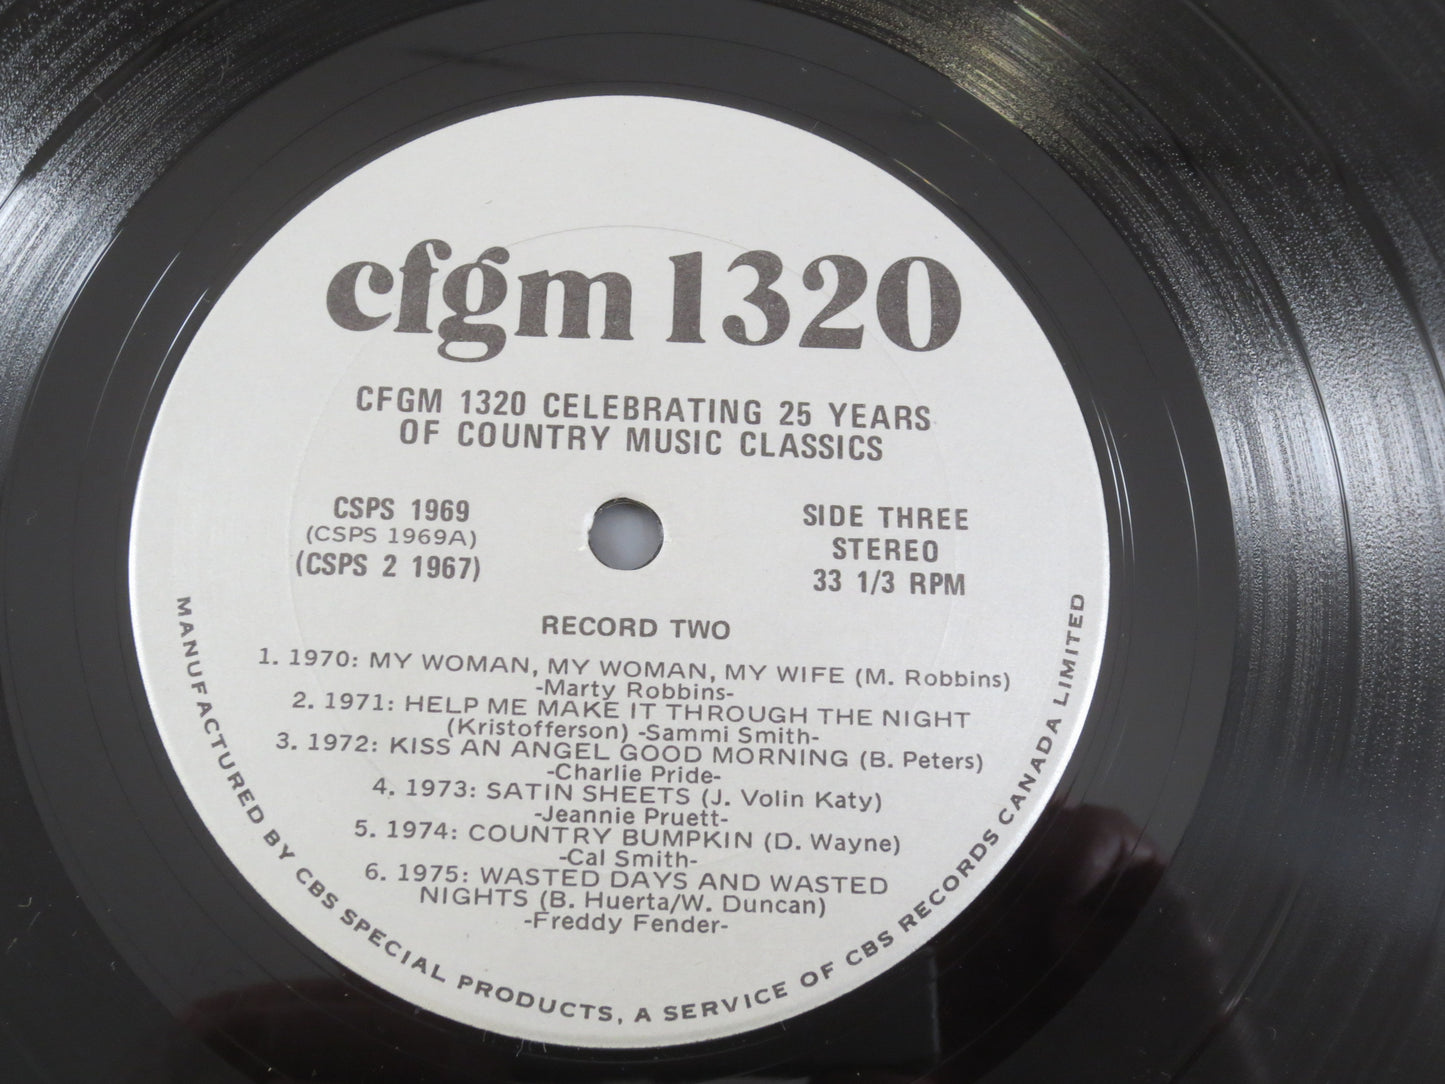 cfgm 1320
CFGM 1320 CELEBRATING 25 YEARS
OF COUNTRY MUSIC CLASSICS
CSPS 1969
(CSPS 1969A)
(CSPS 2 1967)
SIDE THREE
STEREO
33 1/3 RPM
RECORD TWO
1. 1970: MY WOMAN, MY WOMAN, MY WIFE (M. Robbins)
-Marty Robbins-
2. 1971: HELP ME MAKE IT THROUGH THE NIGHT
(Kristofferson) -Sammi Smith-
3. 1972: KISS AN ANGEL GOOD MORNING (B. Peters)
-Charlie Pride-
4. 1973: SATIN SHEETS (J. Volin Katy)
-Jeannie Pruett-
5. 1974: COUNTRY BUMPKIN (D. Wayne)
-Cal Smith-
6. 1975: WASTED DAYS AND WASTED
NIGHTS (B. Huerta/W. Duncan)
-Freddy Fender-
MANUFACTURED BY CBS SPECIAL PRODUCTS, A SERVICE OF CBS RECORDS CANADA LIMITED